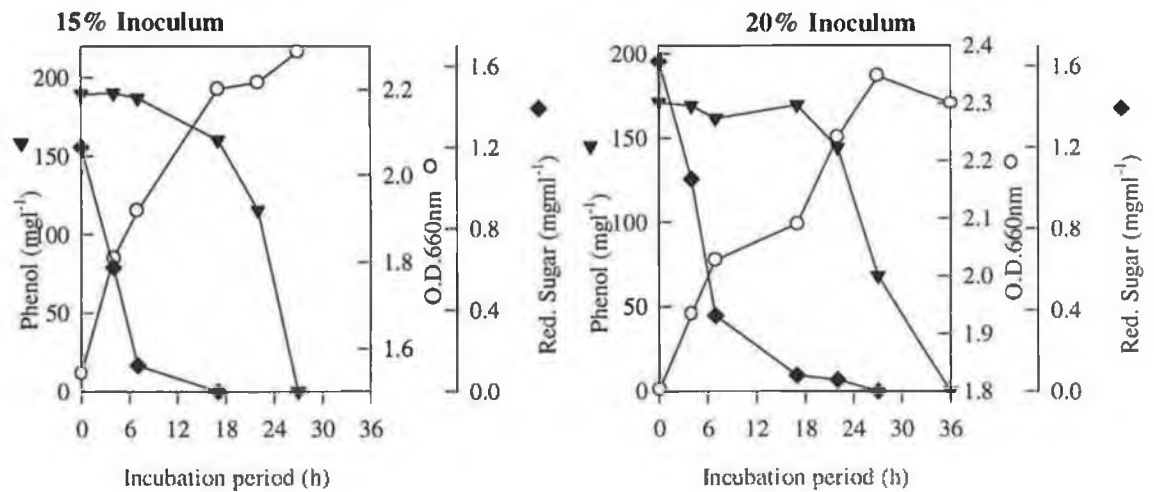 15% Inoculum
Phenol (mgl-1)
200
150
100
50
0
0 6 12 18 24 30 36
Incubation period (h)
2.2
2.0
1.8
1.6
O.D.660nm
1.6
1.2
0.8
0.4
0.0
Red. Sugar (mgml-1)
20% Inoculum
Phenol (mgl-1)
200
150
100
50
0
0 6 12 18 24 30 36
Incubation period (h)
2.4
2.3
2.2
2.1
2.0
1.9
1.8
O.D.660nm
1.6
1.2
0.8
0.4
0.0
Red. Sugar (mgml-1)